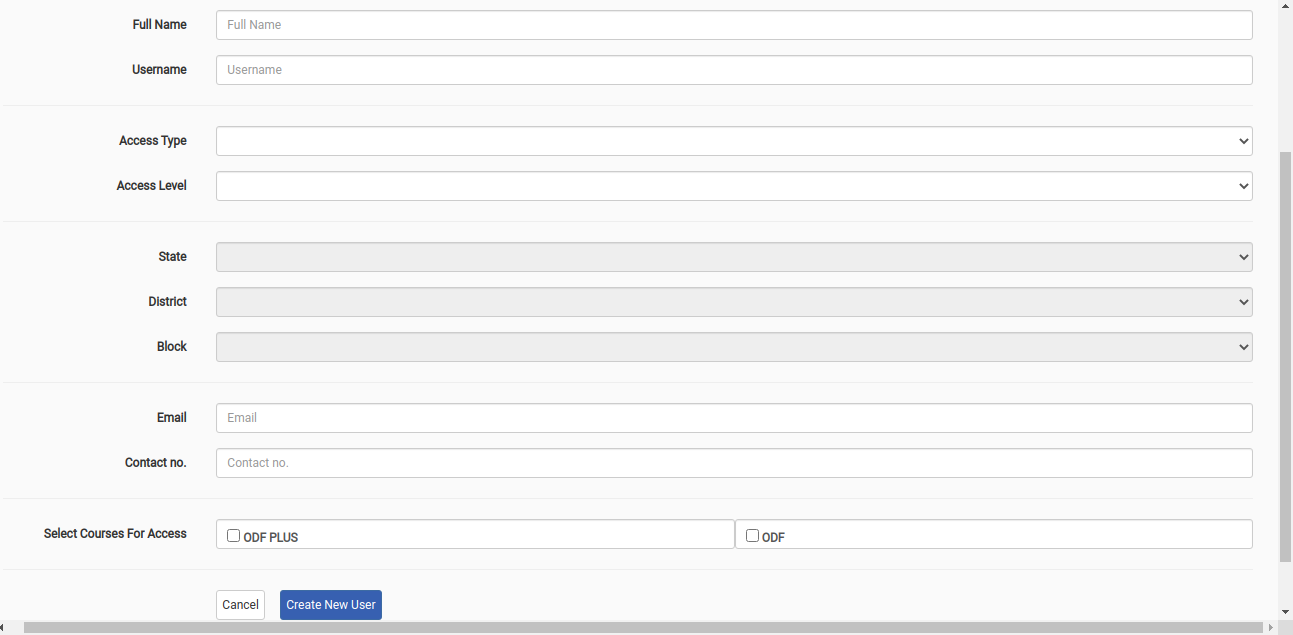 Full Name Full Name
Username Username
Access Type
Access Level
State
District
Block
Email Email
Contact no. Contact no.
Select Courses For Access ODF PLUS ODF
Cancel Create New User